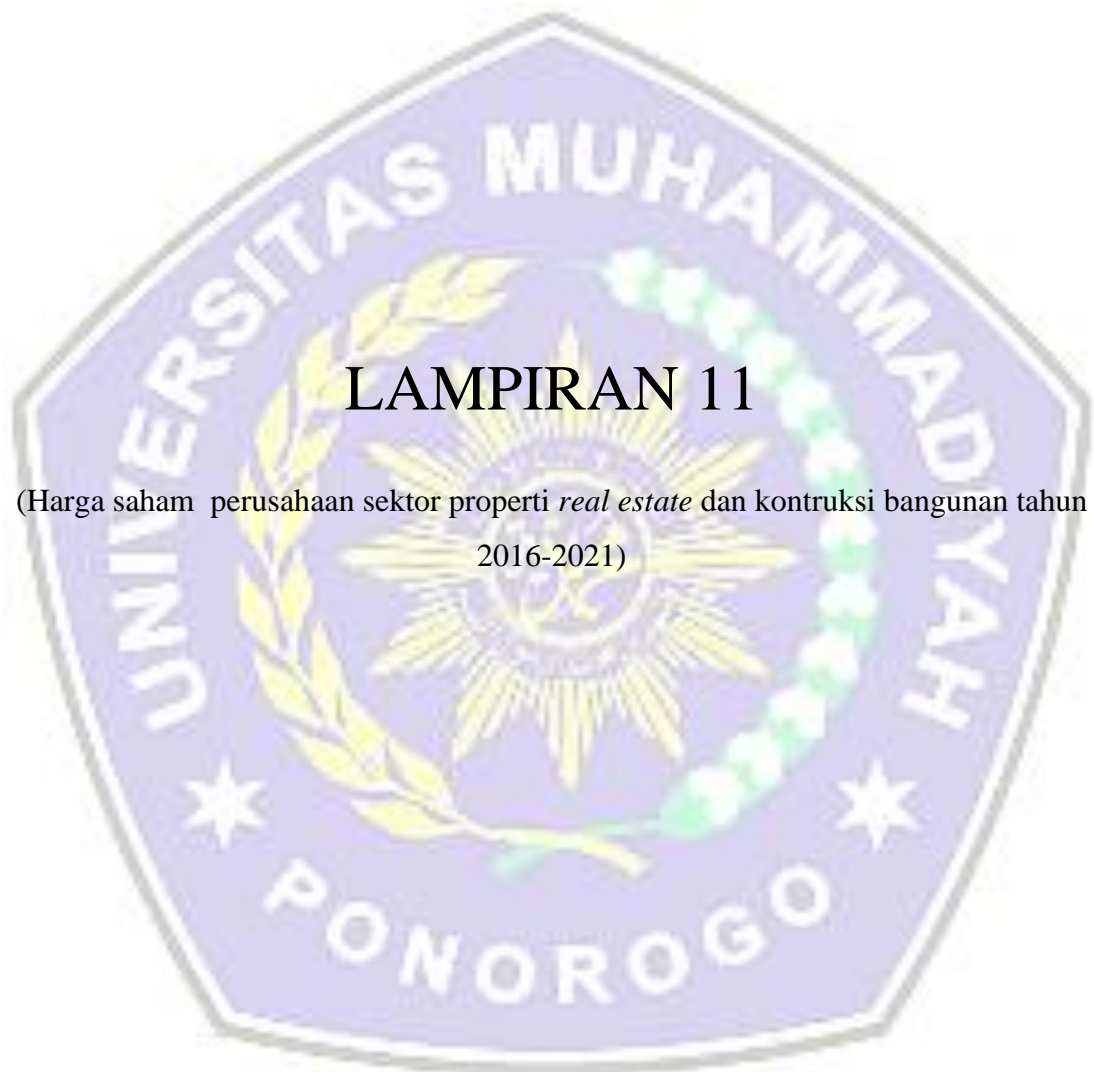 UNIVERSITAS MUHAMMADIYAH
LAMPIRAN 11
(Harga saham perusahaan sektor properti real estate dan kontruksi bangunan tahun
2016-2021)
PONOROGO